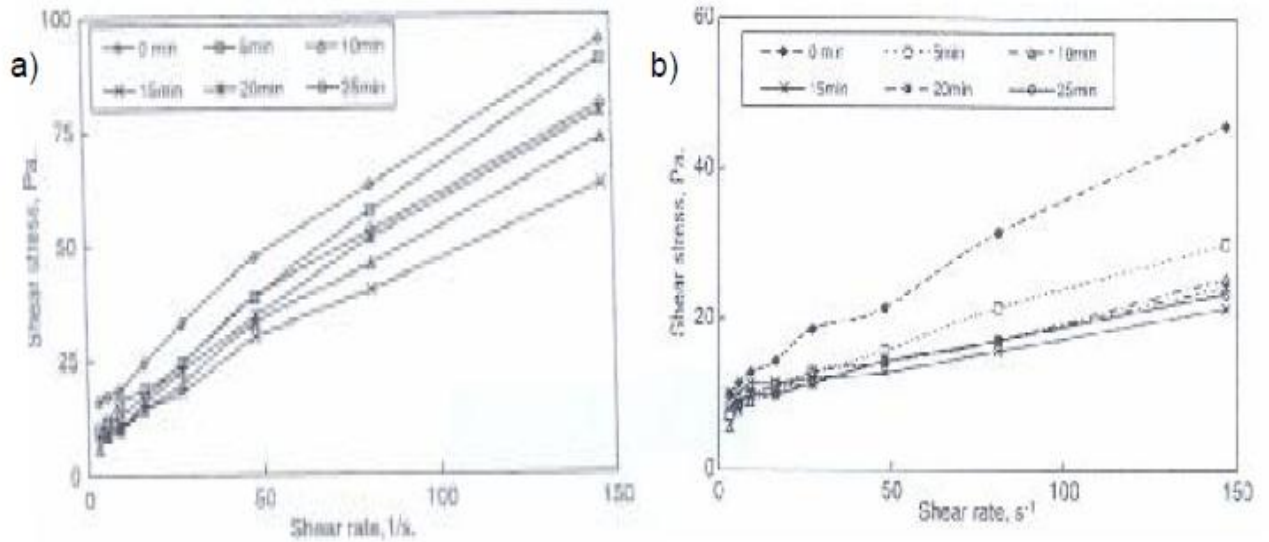 a)
100
75
50
25
0
0 min
5min
10min
15min
20min
25min
Shear stress, Pa.
0
50
100
150
Shear rate,1/s.
b)
60
40
20
0
0 min
5min
10min
15min
20min
25min
Shear stress, Pa.
0
50
100
150
Shear rate, s⁻¹